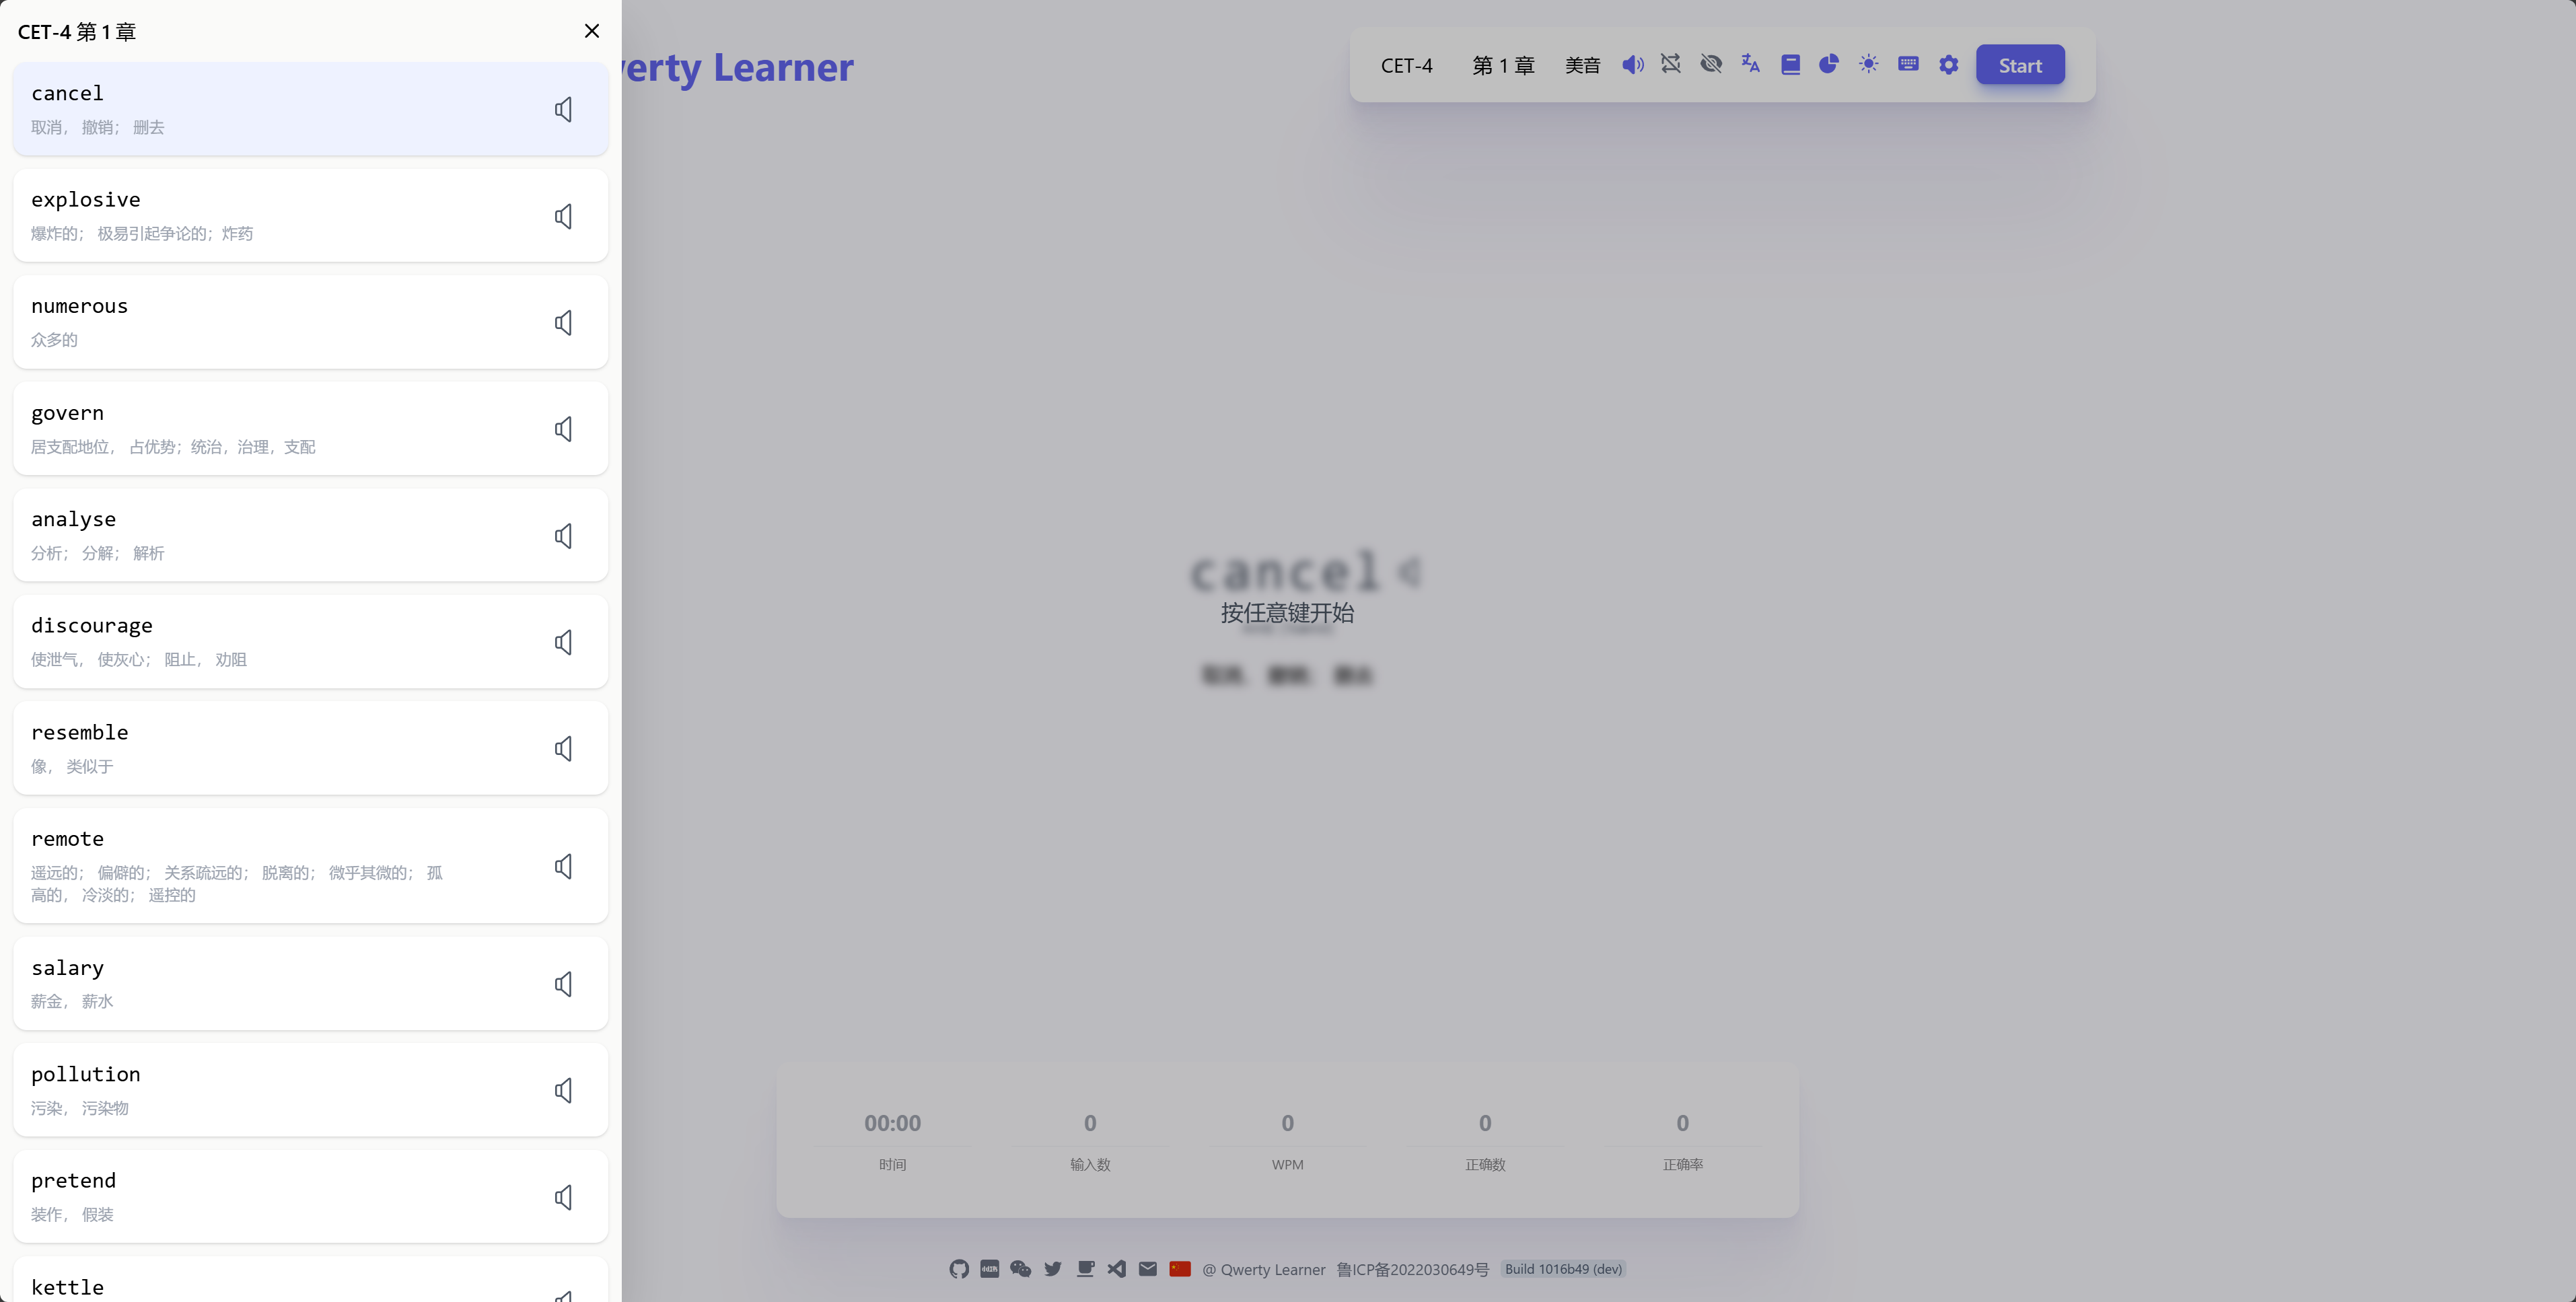 CET-4 第 1 章
cancel
取消， 撤销； 删去
explosive
爆炸的； 极易引起争论的；炸药
numerous
众多的
govern
居支配地位， 占优势；统治，治理，支配
analyse
分析； 分解； 解析
discourage
使泄气， 使灰心； 阻止， 劝阻
resemble
像， 类似于
remote
遥远的； 偏僻的； 关系疏远的； 脱离的； 微乎其微的； 孤
高的， 冷淡的； 遥控的
salary
薪金， 薪水
pollution
污染， 污染物
pretend
装作， 假装
kettle
werty Learner
CET-4 第 1 章 美音 Start
cancel
按任意键开始
取消， 撤销； 删去
00:00 0 0 0 0
时间 输入数 WPM 正确数 正确率
@ Qwerty Learner 鲁ICP备2022030649号 Build 1016b49 (dev)